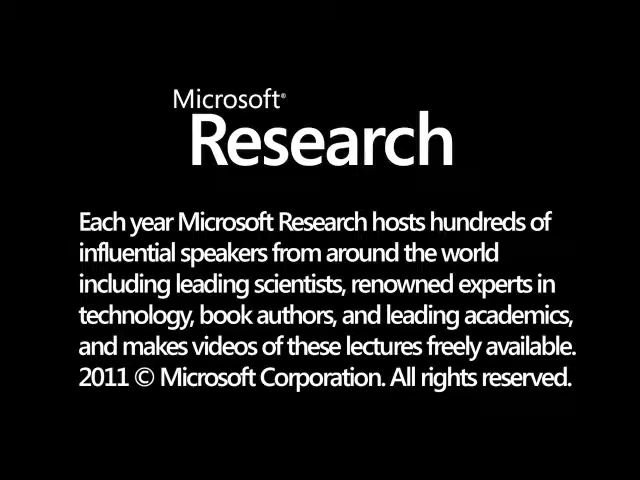 Microsoft®
Research
Each year Microsoft Research hosts hundreds of
influential speakers from around the world
including leading scientists, renowned experts in
technology, book authors, and leading academics,
and makes videos of these lectures freely available.
2011 © Microsoft Corporation. All rights reserved.